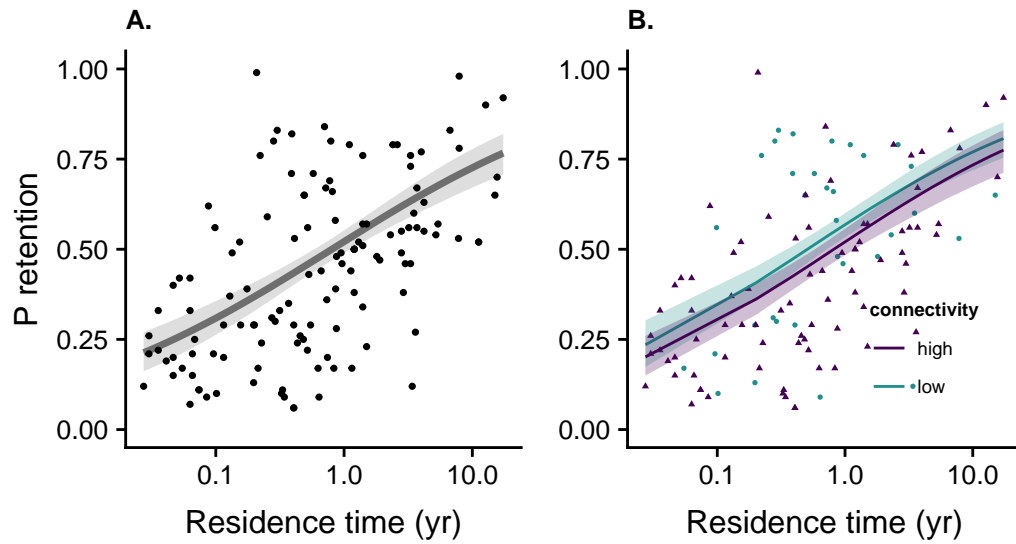 A.
P retention
1.00
0.75
0.50
0.25
0.00
0.1
1.0
10.0
Residence time (yr)
B.
1.00
0.75
0.50
0.25
0.00
0.1
1.0
10.0
Residence time (yr)
connectivity
high
low